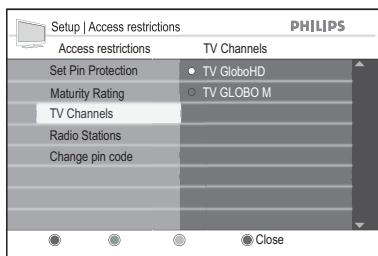 Setup | Access restrictions PHILIPS
Access restrictions TV Channels
Set Pin Protection TV GloboHD
Maturity Rating TV GLOBO M
TV Channels
Radio Stations
Change pin code
Close